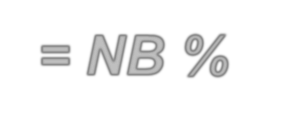 = NB %